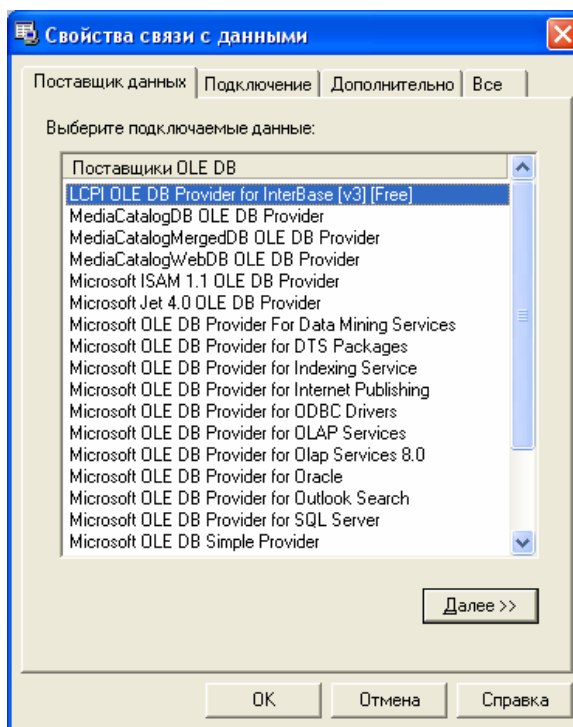 Свойства связи с данными
Поставщик данных Подключение Дополнительно Все
Выберите подключаемые данные:
Поставщики OLE DB
LCPI OLE DB Provider for InterBase [v3] [Free]
MediaCatalogDB OLE DB Provider
MediaCatalogMergedDB OLE DB Provider
MediaCatalogWebDB OLE DB Provider
Microsoft ISAM 1.1 OLE DB Provider
Microsoft Jet 4.0 OLE DB Provider
Microsoft OLE DB Provider For Data Mining Services
Microsoft OLE DB Provider for DTS Packages
Microsoft OLE DB Provider for Indexing Service
Microsoft OLE DB Provider for Internet Publishing
Microsoft OLE DB Provider for ODBC Drivers
Microsoft OLE DB Provider for OLAP Services
Microsoft OLE DB Provider for Olap Services 8.0
Microsoft OLE DB Provider for Oracle
Microsoft OLE DB Provider for Outlook Search
Microsoft OLE DB Provider for SQL Server
Microsoft OLE DB Simple Provider
Далее >>
OK Отмена Справка